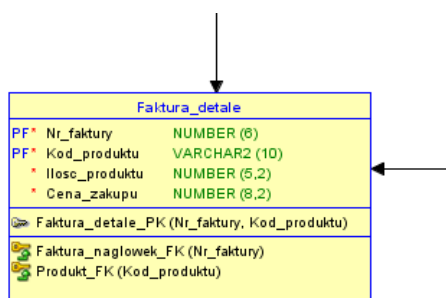 Faktura_detale
PF* Nr_faktury NUMBER (6)
PF* Kod_produktu VARCHAR2 (10)
* Ilosc_produktu NUMBER (5,2)
* Cena_zakupu NUMBER (8,2)
Faktura_detale_PK (Nr_faktury, Kod_produktu)
Faktura_naglowek_FK (Nr_faktury)
Produkt_FK (Kod_produktu)